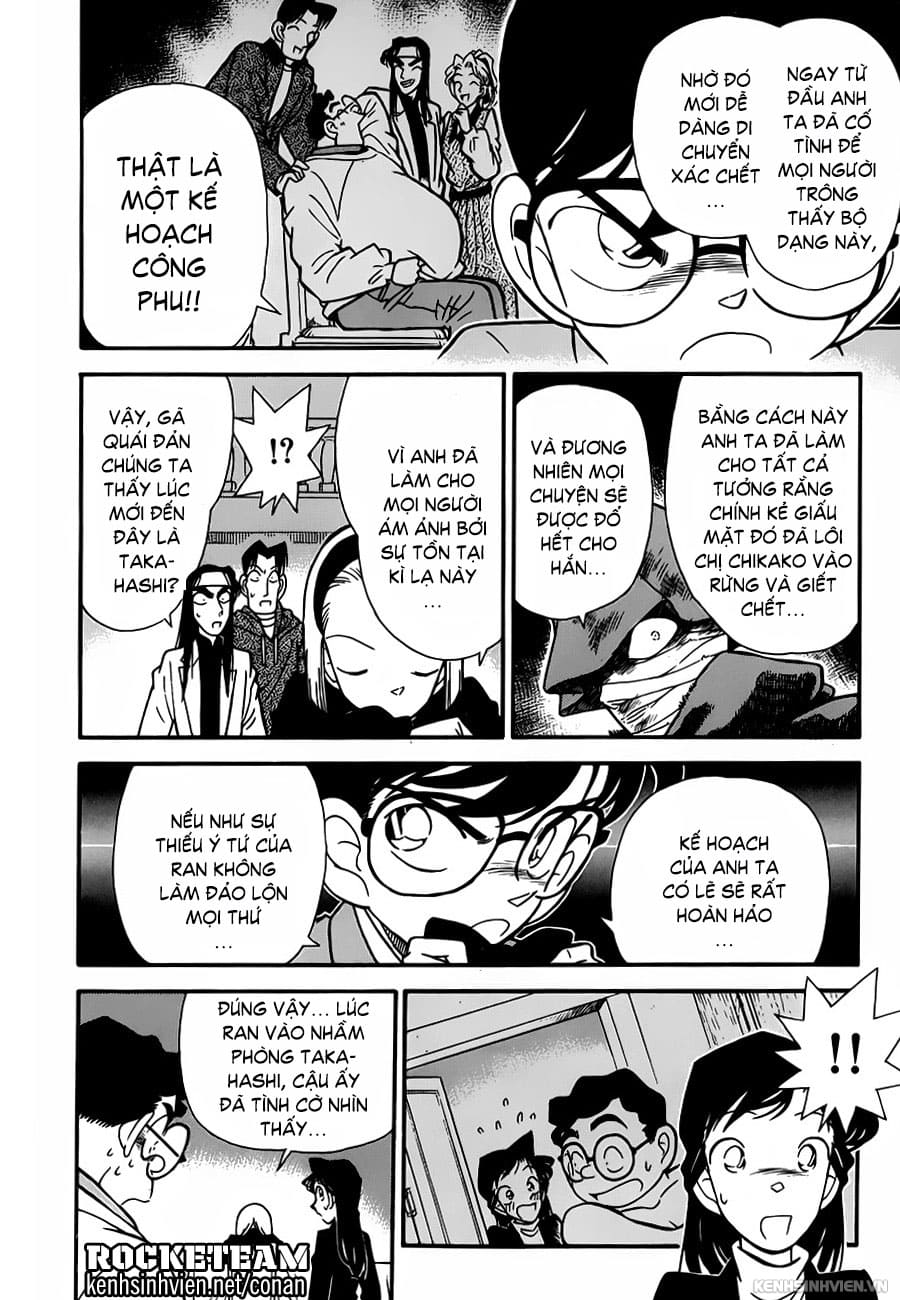 NGAY TỪ
ĐẦU ANH
TA ĐÃ CỐ
TÌNH ĐỂ
MỌI NGƯỜI
TRÔNG
THẤY BỘ
DẠNG NÀY,
NHỜ ĐÓ
MỚI DỄ
DÀNG DI
CHUYỂN
XÁC CHẾT
...
THẬT LÀ
MỘT KẾ
HOẠCH
CÔNG
PHU!!
BẰNG CÁCH NÀY
ANH TA ĐÃ LÀM
CHO TẤT CẢ
TƯỞNG RẰNG
CHÍNH KẺ GIẤU
MẶT ĐÓ ĐÃ LÔI
CHỊ CHIKAKO VÀO
RỪNG VÀ GIẾT
CHẾT...
VÀ ĐƯƠNG
NHIÊN MỌI
CHUYỆN SẼ
ĐƯỢC ĐỔ
HẾT CHO
HẮN...
VÌ ANH ĐÃ
LÀM CHO
MỌI NGƯỜI
ÁM ẢNH BỞI
SỰ TỒN TẠI
KÌ LẠ NÀY
...
!?
VẬY, GÃ
QUÁI ĐẢN
CHÚNG TA
THẤY LÚC
MỚI ĐẾN
ĐÂY LÀ
TAKA-
HASHI?
KẾ HOẠCH
CỦA ANH TA
CÓ LẼ SẼ RẤT
HOÀN HẢO
...
NẾU NHƯ SỰ
THIẾU Ý TỨ CỦA
RAN KHÔNG
LÀM ĐẢO LỘN
MỌI THỨ
...
!!
ĐÚNG VẬY... LÚC
RAN VÀO NHẦM
PHÒNG TAKA-
HASHI, CẬU ẤY
ĐÃ TÌNH CỜ NHÌN
THẤY...
ROCKETEAM
kenhsinhvien.net/conan
KENHSINHVIEN.VN